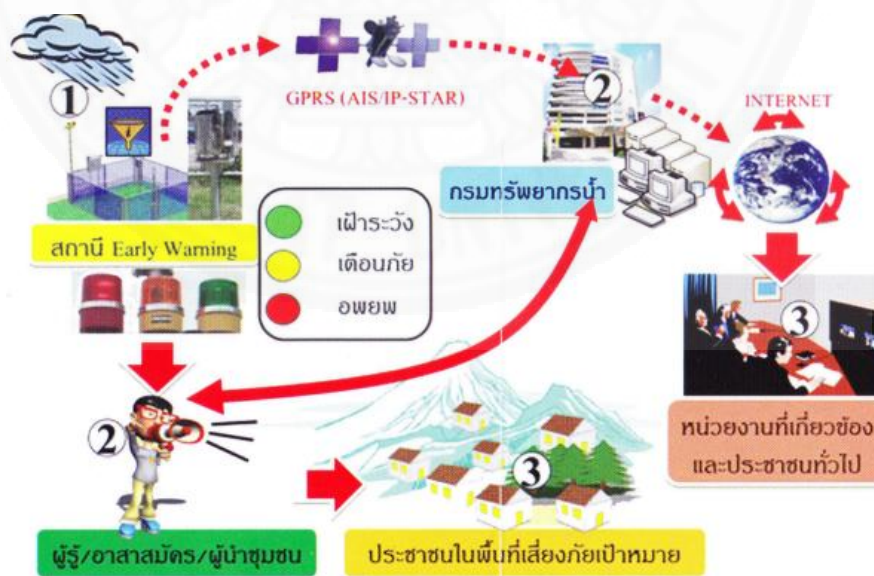 1
GPRS (AIS/IP-STAR)
2
INTERNET
กรมทรัพยากรน้ำ
สถานี Early Warning
เฝ้าระวัง
เตือนภัย
อพยพ
3
หน่วยงานที่เกี่ยวข้อง
และประชาชนทั่วไป
2
3
ผู้รู้/อาสาสมัคร/ผู้นำชุมชน
ประชาชนในพื้นที่เสี่ยงภัยเป้าหมาย